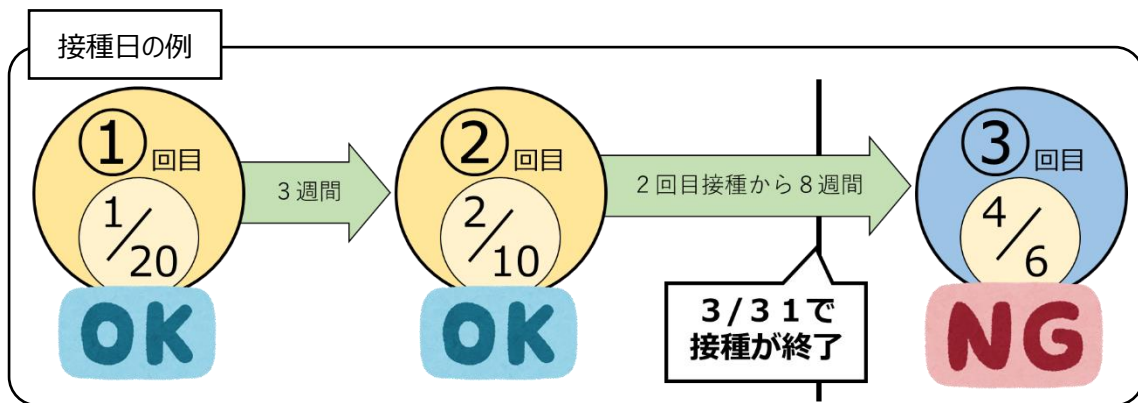 接種日の例
①回目
1/20
OK
3週間
②回目
2/10
OK
2回目接種から8週間
3/31で
接種が終了
③回目
4/6
NG